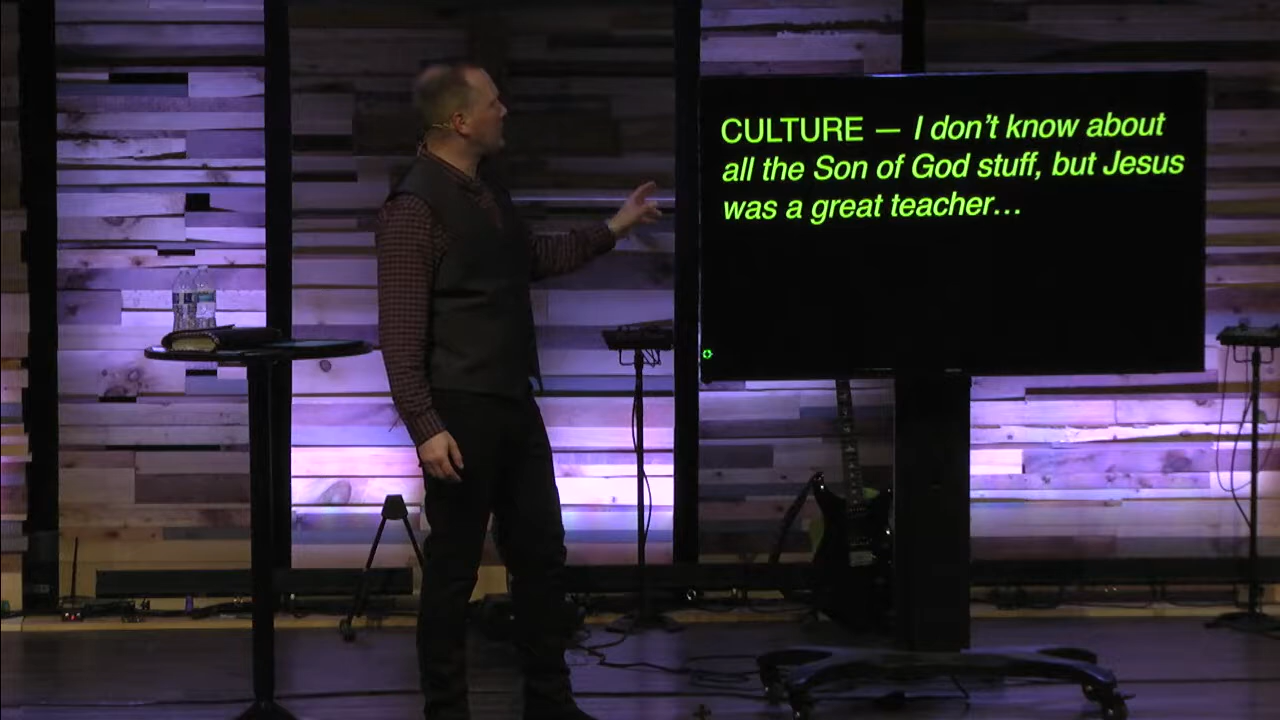 CULTURE — I don't know about
all the Son of God stuff, but Jesus
was a great teacher…